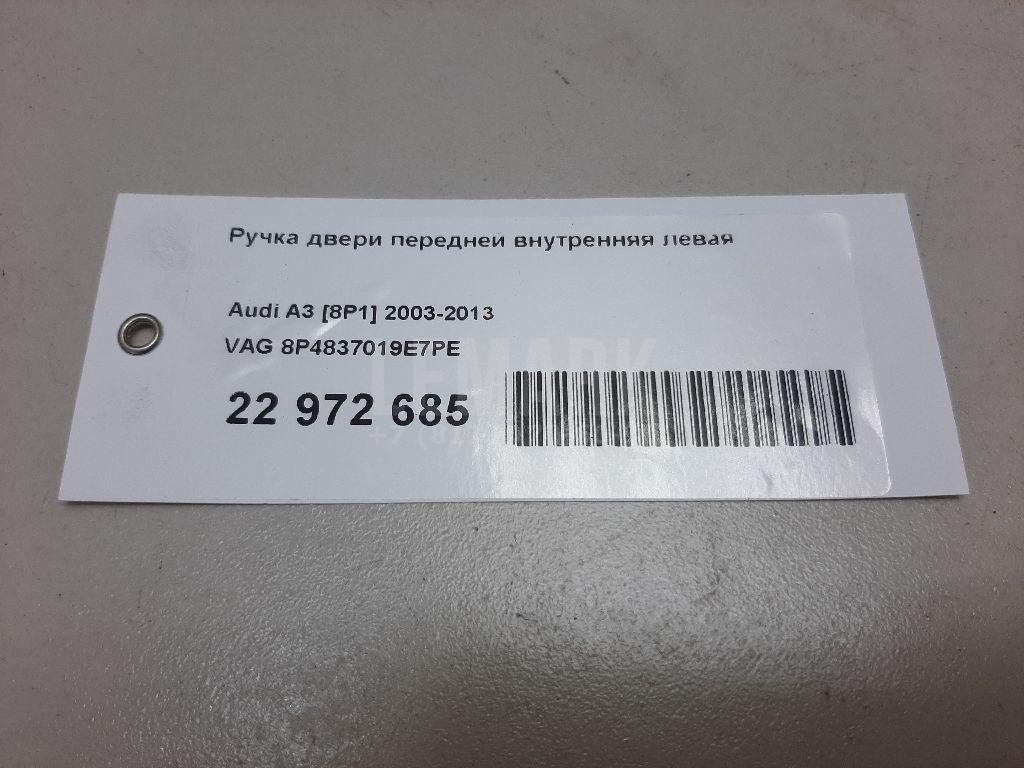 Ручка двери передней внутренняя левая
Audi A3 [8P1] 2003-2013
VAG 8P4837019E7PE
22 972 685